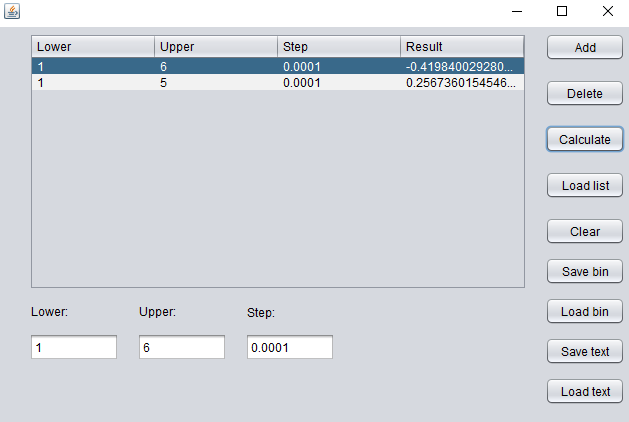 Lower Upper Step Result
1 6 0.0001 -0.419840029280...
1 5 0.0001 0.2567360154546...
Add
Delete
Calculate
Load list
Clear
Save bin
Load bin
Save text
Load text
Lower: Upper: Step:
1 6 0.0001